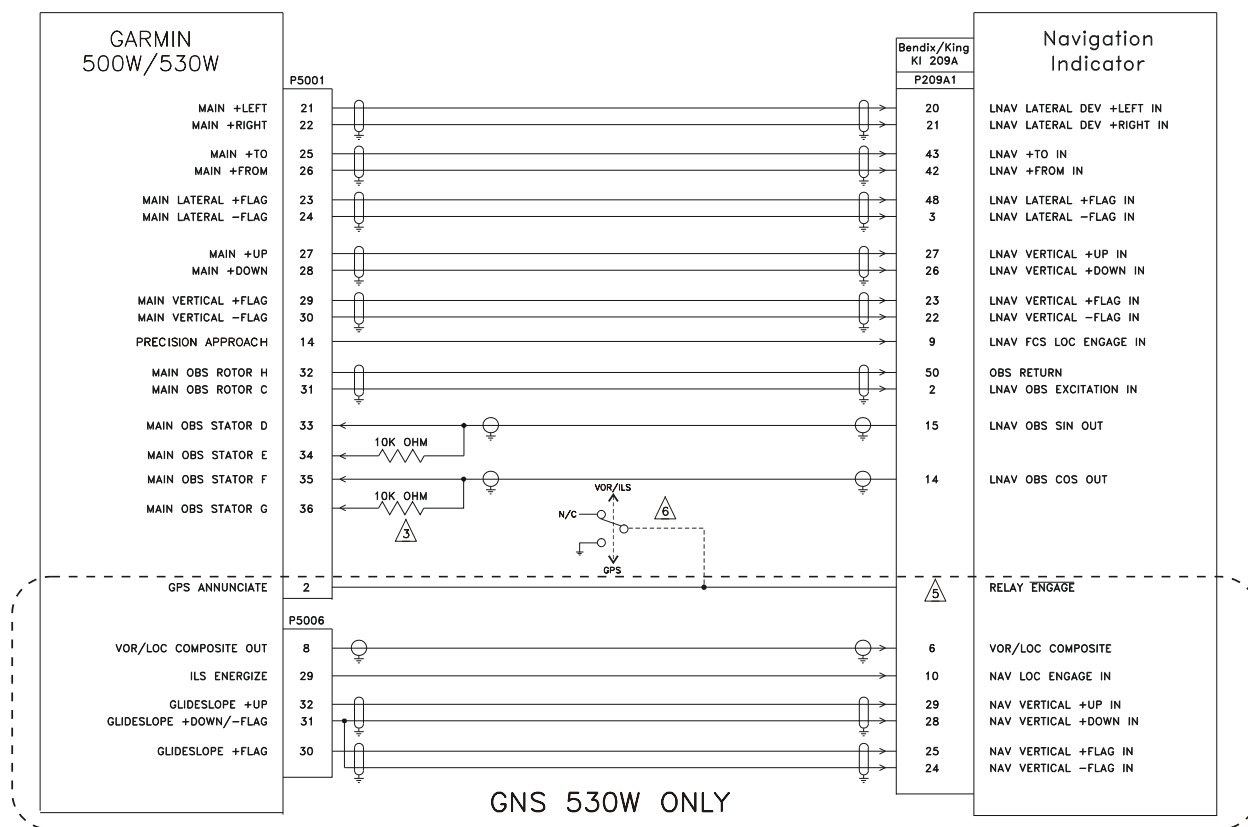 GARMIN
500W/530W
Bendix/King
KI 209A
Navigation
Indicator
P5001
P209A1
MAIN +LEFT 21 20 LNAV LATERAL DEV +LEFT IN
MAIN +RIGHT 22 21 LNAV LATERAL DEV +RIGHT IN
MAIN +TO 25 43 LNAV +TO IN
MAIN +FROM 26 42 LNAV +FROM IN
MAIN LATERAL +FLAG 23 48 LNAV LATERAL +FLAG IN
MAIN LATERAL -FLAG 24 3 LNAV LATERAL -FLAG IN
MAIN +UP 27 27 LNAV VERTICAL +UP IN
MAIN +DOWN 28 26 LNAV VERTICAL +DOWN IN
MAIN VERTICAL +FLAG 29 23 LNAV VERTICAL +FLAG IN
MAIN VERTICAL -FLAG 30 22 LNAV VERTICAL -FLAG IN
PRECISION APPROACH 14 9 LNAV FCS LOC ENGAGE IN
MAIN OBS ROTOR H 32 50 OBS RETURN
MAIN OBS ROTOR C 31 2 LNAV OBS EXCITATION IN
MAIN OBS STATOR D 33 15 LNAV OBS SIN OUT
10K OHM
MAIN OBS STATOR E 34
MAIN OBS STATOR F 35 14 LNAV OBS COS OUT
VOR/ILS
10K OHM
MAIN OBS STATOR G 36
N/C
6
3
GPS
GPS ANNUNCIATE 2 5 RELAY ENGAGE
P5006
VOR/LOC COMPOSITE OUT 8 6 VOR/LOC COMPOSITE
ILS ENERGIZE 29 10 NAV LOC ENGAGE IN
GLIDESLOPE +UP 32 29 NAV VERTICAL +UP IN
GLIDESLOPE +DOWN/-FLAG 31 28 NAV VERTICAL +DOWN IN
GLIDESLOPE +FLAG 30 25 NAV VERTICAL +FLAG IN
24 NAV VERTICAL -FLAG IN
GNS 530W ONLY